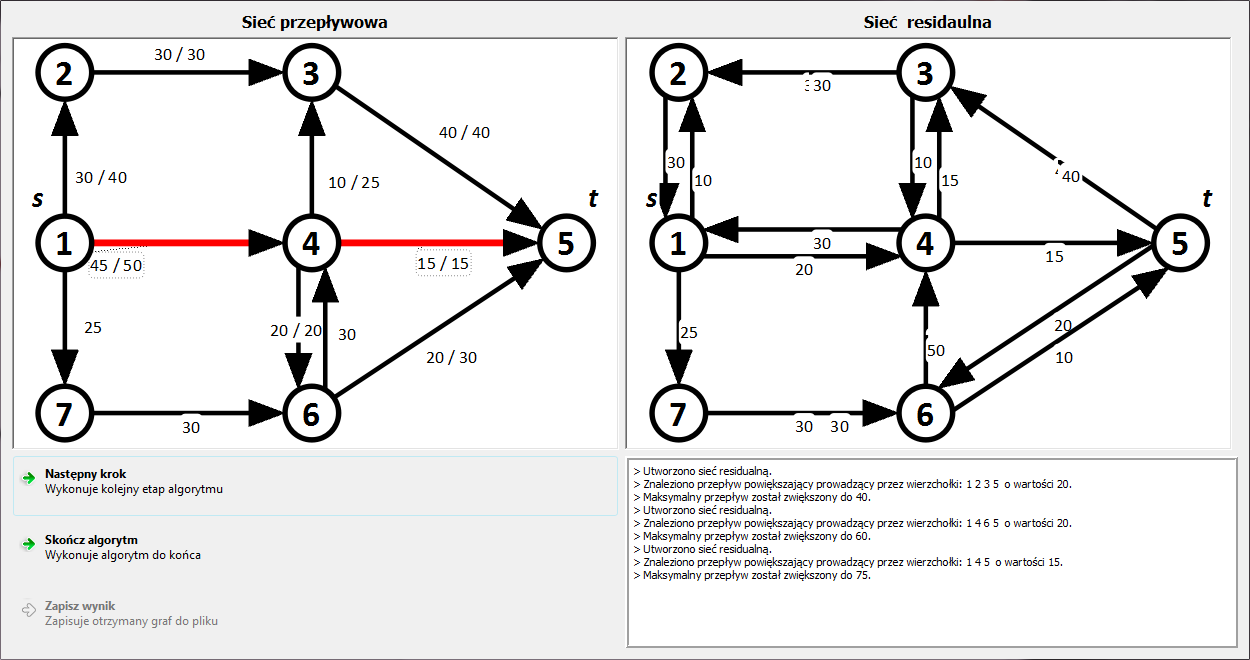 Sieć przepływowa
2
30 / 30
3
40 / 40
30 / 40
10 / 25
s
t
1
4
5
45 / 50
15 / 15
25
20 / 20
30
20 / 30
7
30
6
Sieć residaulna
2
30
3
30
10
10
15
40
s
t
1
30
4
20
15
5
25
50
20
10
7
30
30
6
Następny krok
Wykonuje kolejny etap algorytmu
Skończ algorytm
Wykonuje algorytm do końca
Zapisz wynik
Zapisuje otrzymany graf do pliku
> Utworzono sieć residualną.
> Znaleziono przepływ powiększający prowadzący przez wierzchołki: 1 2 3 5 o wartości 20.
> Maksymalny przepływ został zwiększony do 40.
> Utworzono sieć residualną.
> Znaleziono przepływ powiększający prowadzący przez wierzchołki: 1 4 6 5 o wartości 20.
> Maksymalny przepływ został zwiększony do 60.
> Utworzono sieć residualną.
> Znaleziono przepływ powiększający prowadzący przez wierzchołki: 1 4 5 o wartości 15.
> Maksymalny przepływ został zwiększony do 75.